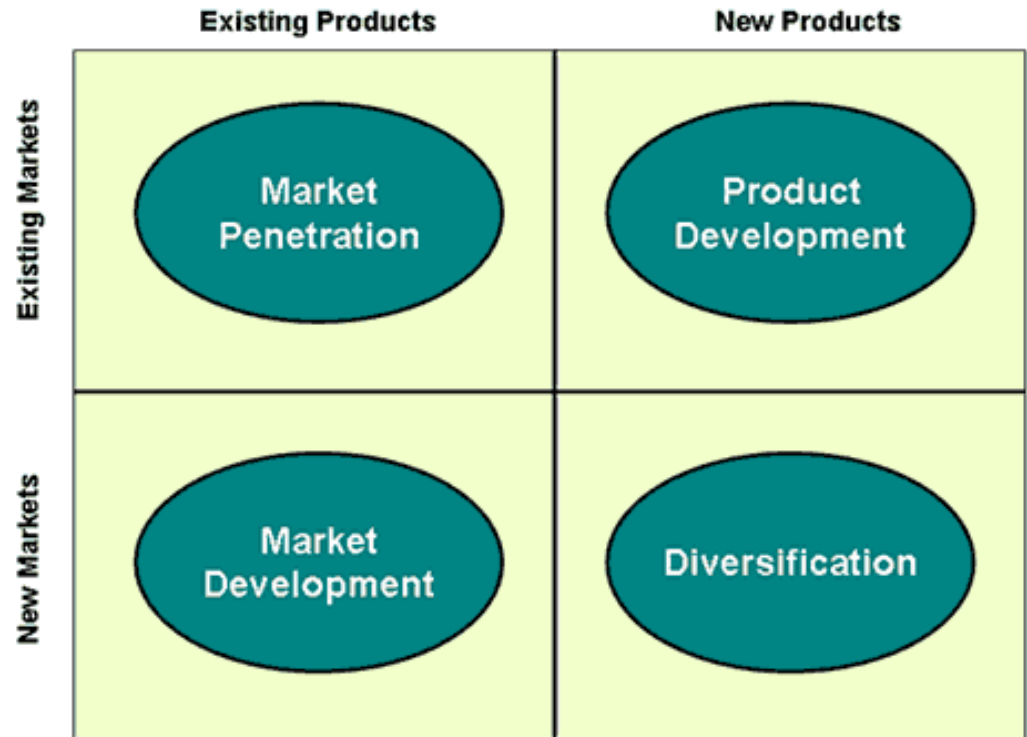 Existing Products
New Products
Existing Markets
Market
Penetration
Product
Development
New Markets
Market
Development
Diversification